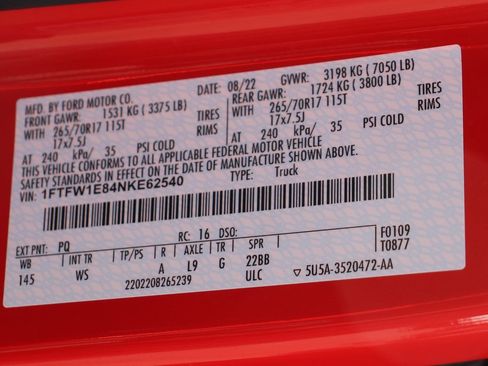 MFD. BY FORD MOTOR CO. DATE: 08/22 GVWR: 3198 KG (7050 LB)
FRONT GAWR: 1531 KG (3375 LB) REAR GAWR: 1724 KG (3800 LB)
WITH 265/70R17 115T TIRES WITH 265/70R17 115T TIRES
17x7.5J RIMS 17x7.5J RIMS
AT 240 kPa/ 35 PSI COLD AT 240 kPa/ 35 PSI COLD
THIS VEHICLE CONFORMS TO ALL APPLICABLE FEDERAL MOTOR VEHICLE
SAFETY STANDARDS IN EFFECT ON THE DATE OF MANUFACTURE SHOWN ABOVE.
VIN: 1FTFW1E84NKE62540 TYPE: Truck
EXT PNT: PQ RC: 16 DSO: F0109
WB INT TR TP/PS R AXLE TR SPR T0877
145 WS A L9 G 22BB
2202208265239 ULC ▽ 5U5A-3520472-AA